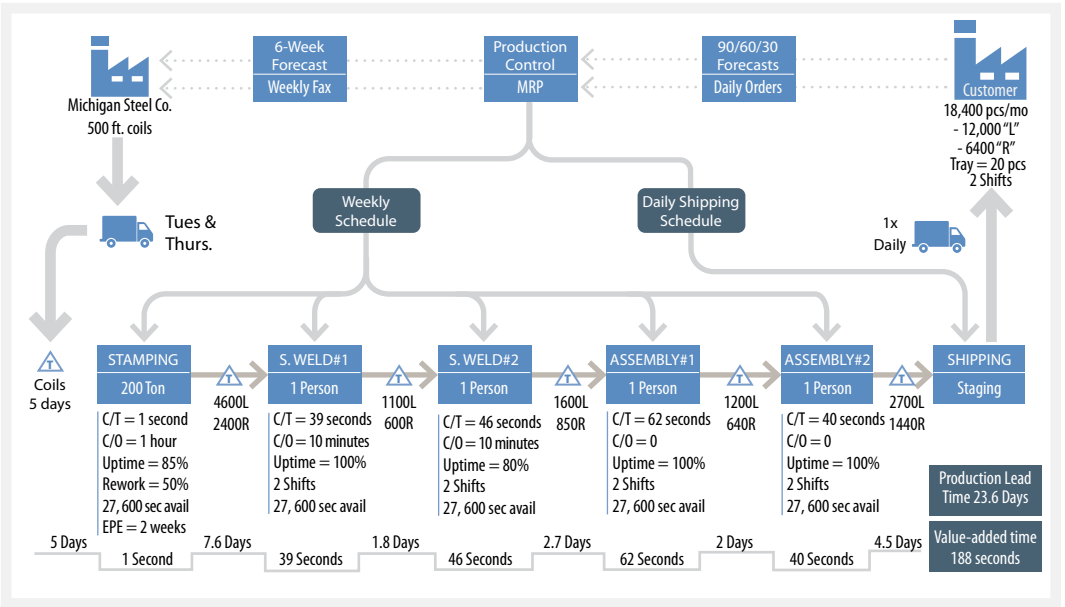 6-Week
Forecast
Weekly Fax
Production
Control
MRP
90/60/30
Forecasts
Daily Orders
Customer
Michigan Steel Co.
500 ft. coils
18,400 pcs/mo
- 12,000 "L"
- 6400 "R"
Tray = 20 pcs
2 Shifts
Tues &
Thurs.
Weekly
Schedule
Daily Shipping
Schedule
1x
Daily
T
Coils
5 days
STAMPING
200 Ton
C/T = 1 second
C/O = 1 hour
Uptime = 85%
Rework = 50%
27, 600 sec avail
EPE = 2 weeks
T
4600L
2400R
S. WELD#1
1 Person
C/T = 39 seconds
C/O = 10 minutes
Uptime = 100%
2 Shifts
27, 600 sec avail
T
1100L
600R
S. WELD#2
1 Person
C/T = 46 seconds
C/O = 10 minutes
Uptime = 80%
2 Shifts
27, 600 sec avail
T
1600L
850R
ASSEMBLY#1
1 Person
C/T = 62 seconds
C/O = 0
Uptime = 100%
2 Shifts
27, 600 sec avail
T
1200L
640R
ASSEMBLY#2
1 Person
C/T = 40 seconds
C/O = 0
Uptime = 100%
2 Shifts
27, 600 sec avail
T
2700L
1440R
SHIPPING
Staging
Production Lead
Time 23.6 Days
5 Days
1 Second
7.6 Days
39 Seconds
1.8 Days
46 Seconds
2.7 Days
62 Seconds
2 Days
40 Seconds
4.5 Days
Value-added time
188 seconds